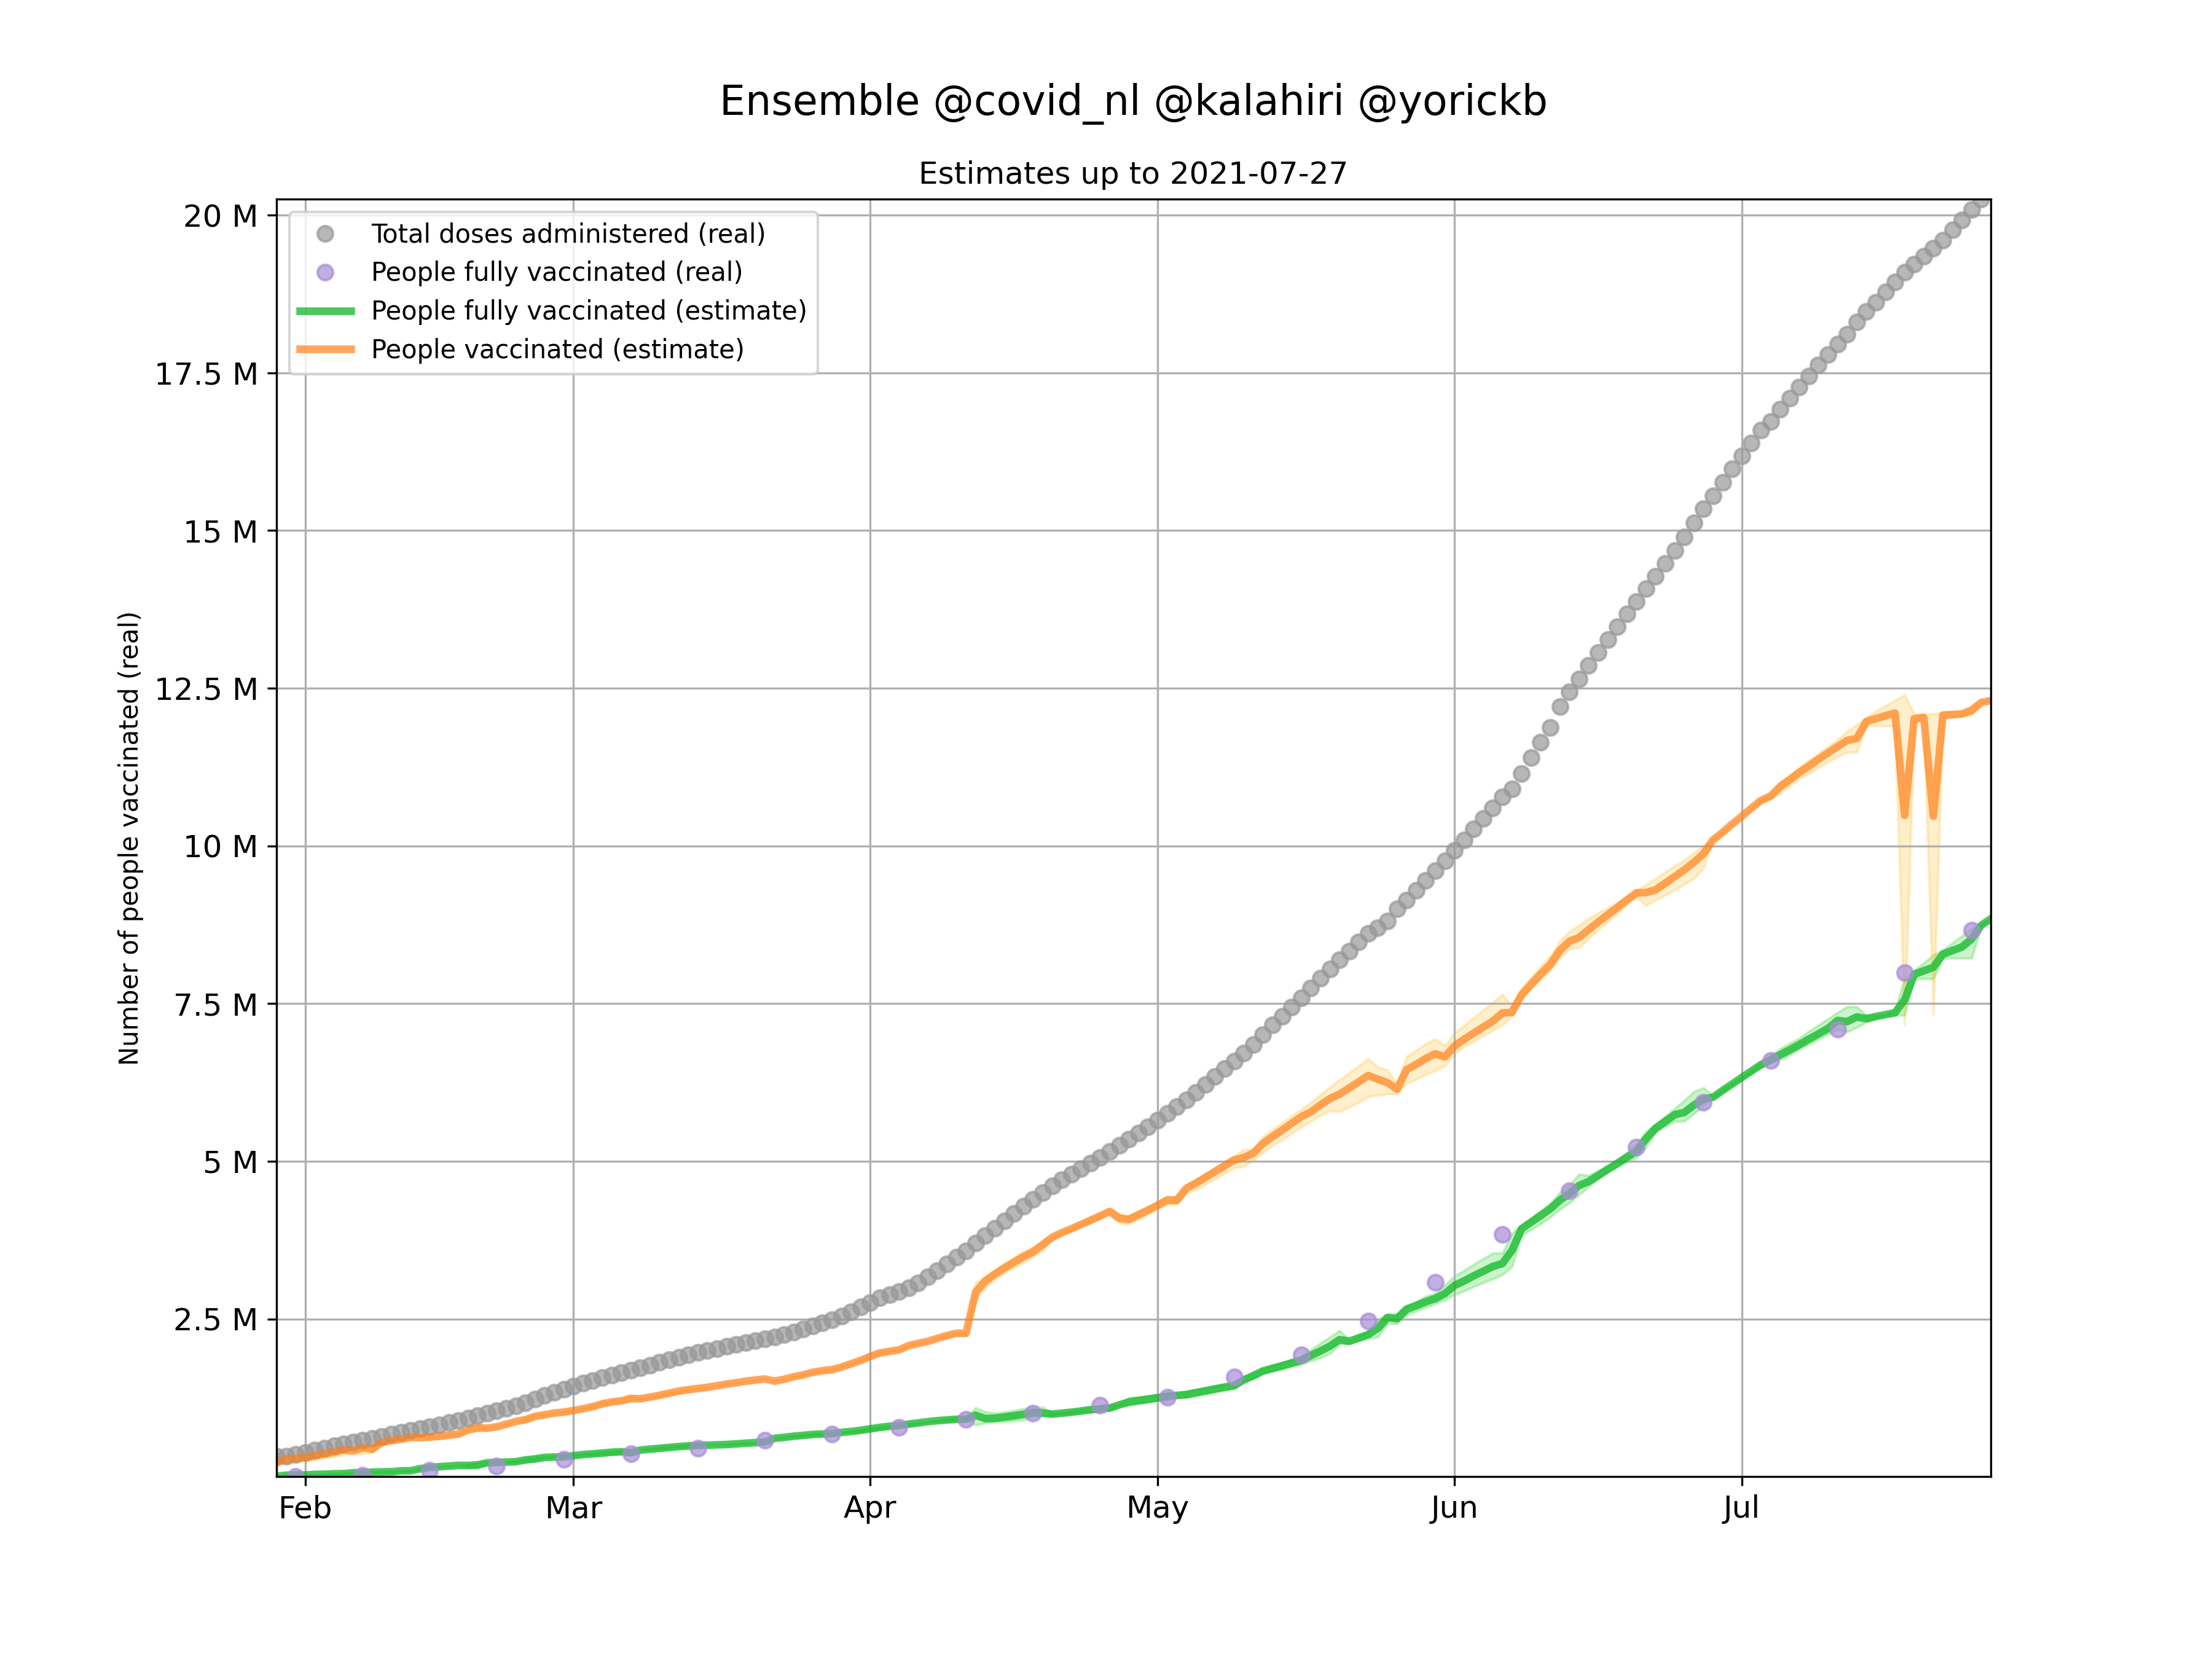 Ensemble @covid_nl @kalahiri @yorickb
Estimates up to 2021-07-27
20 M
17.5 M
15 M
12.5 M
10 M
7.5 M
5 M
2.5 M
Number of people vaccinated (real)
Total doses administered (real)
People fully vaccinated (real)
People fully vaccinated (estimate)
People vaccinated (estimate)
Feb Mar Apr May Jun Jul